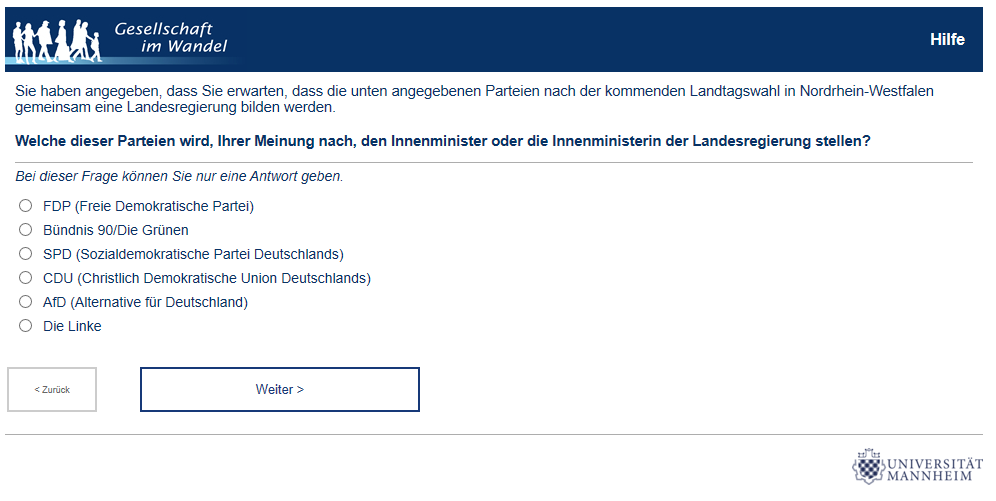 Gesellschaft
im Wandel
Hilfe
Sie haben angegeben, dass Sie erwarten, dass die unten angegebenen Parteien nach der kommenden Landtagswahl in Nordrhein-Westfalen
gemeinsam eine Landesregierung bilden werden.
Welche dieser Parteien wird, Ihrer Meinung nach, den Innenminister oder die Innenministerin der Landesregierung stellen?
Bei dieser Frage können Sie nur eine Antwort geben.
FDP (Freie Demokratische Partei)
Bündnis 90/Die Grünen
SPD (Sozialdemokratische Partei Deutschlands)
CDU (Christlich Demokratische Union Deutschlands)
AfD (Alternative für Deutschland)
Die Linke
< Zurück
Weiter >
UNIVERSITÄT
MANNHEIM